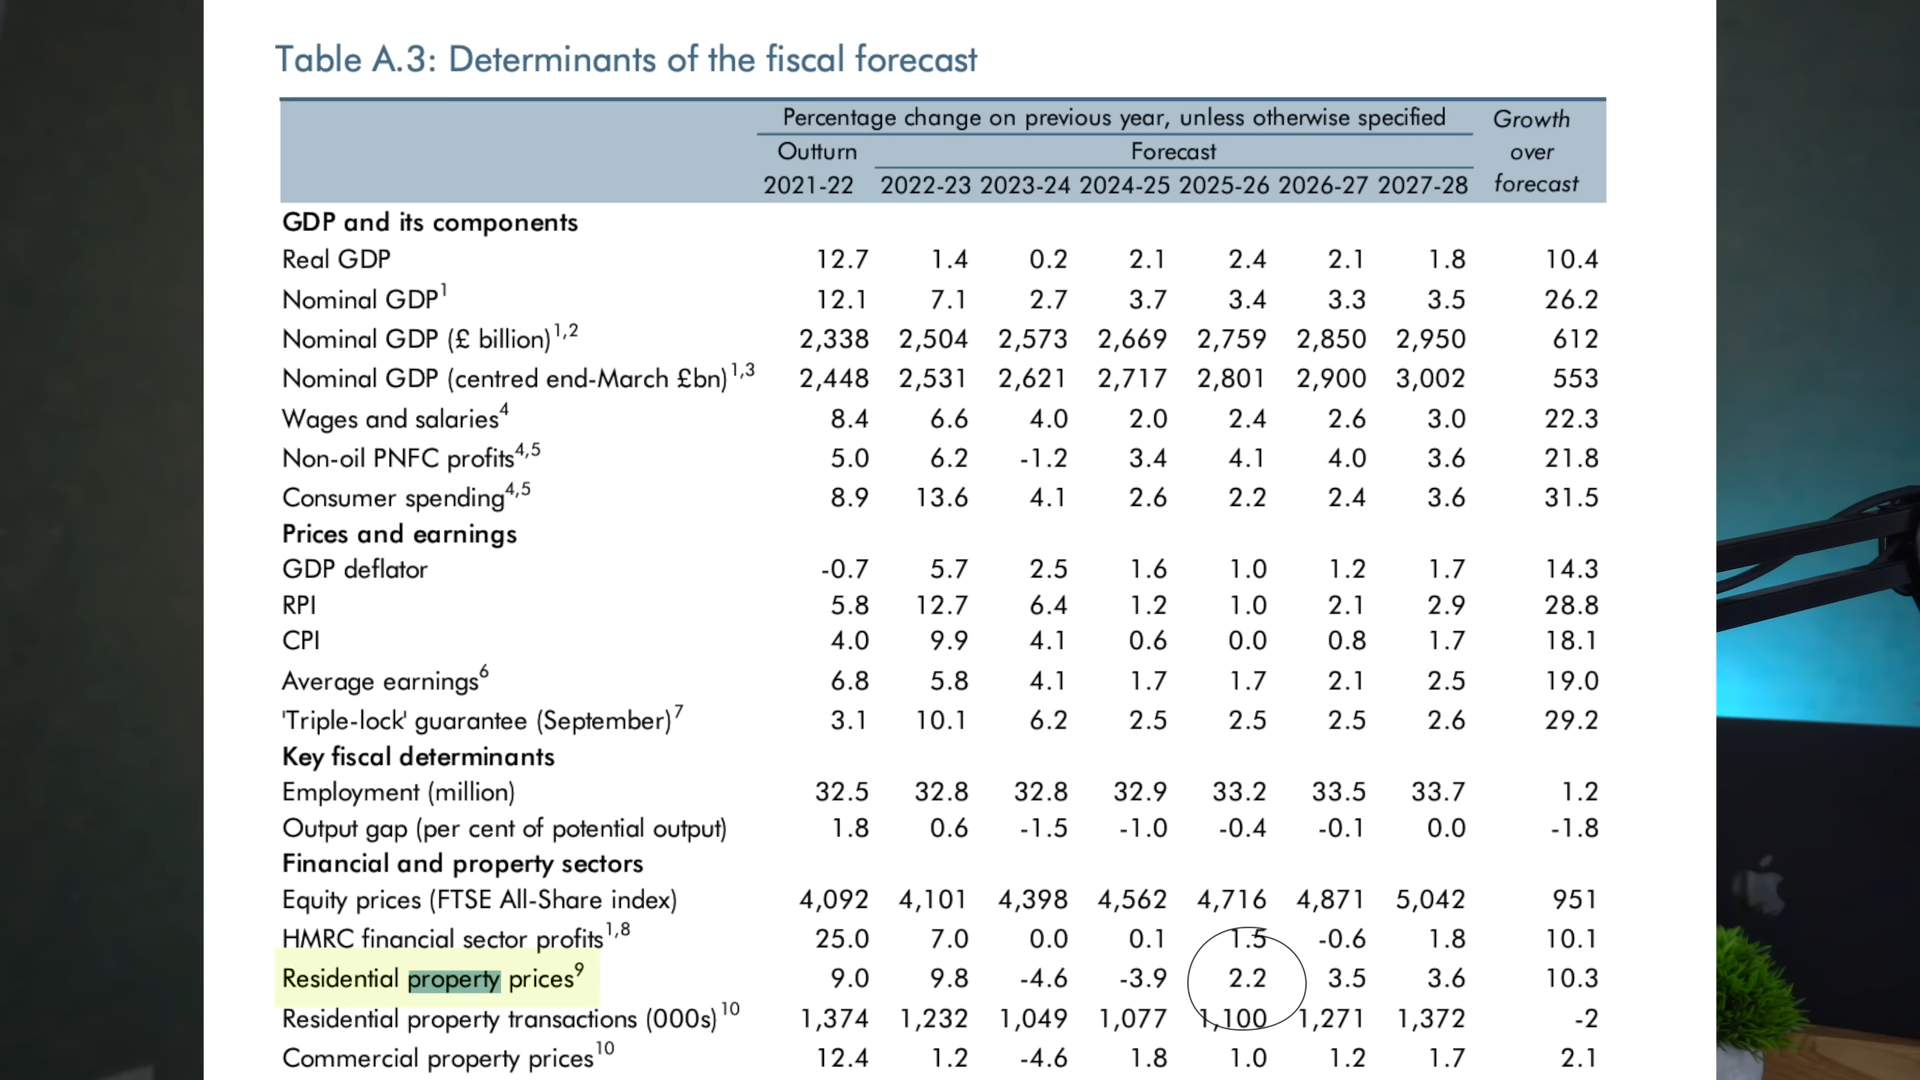 Table A.3: Determinants of the fiscal forecast
Percentage change on previous year, unless otherwise specified Growth
Outturn Forecast over
2021-22 2022-23 2023-24 2024-25 2025-26 2026-27 2027-28 forecast
GDP and its components
Real GDP 12.7 1.4 0.2 2.1 2.4 2.1 1.8 10.4
Nominal GDP¹ 12.1 7.1 2.7 3.7 3.4 3.3 3.5 26.2
Nominal GDP (£ billion)¹,² 2,338 2,504 2,573 2,669 2,759 2,850 2,950 612
Nominal GDP (centred end-March £bn)¹,³ 2,448 2,531 2,621 2,717 2,801 2,900 3,002 553
Wages and salaries⁴ 8.4 6.6 4.0 2.0 2.4 2.6 3.0 22.3
Non-oil PNFC profits⁴,⁵ 5.0 6.2 -1.2 3.4 4.1 4.0 3.6 21.8
Consumer spending⁴,⁵ 8.9 13.6 4.1 2.6 2.2 2.4 3.6 31.5
Prices and earnings
GDP deflator -0.7 5.7 2.5 1.6 1.0 1.2 1.7 14.3
RPI 5.8 12.7 6.4 1.2 1.0 2.1 2.9 28.8
CPI 4.0 9.9 4.1 0.6 0.0 0.8 1.7 18.1
Average earnings⁶ 6.8 5.8 4.1 1.7 1.7 2.1 2.5 19.0
'Triple-lock' guarantee (September)⁷ 3.1 10.1 6.2 2.5 2.5 2.5 2.6 29.2
Key fiscal determinants
Employment (million) 32.5 32.8 32.8 32.9 33.2 33.5 33.7 1.2
Output gap (per cent of potential output) 1.8 0.6 -1.5 -1.0 -0.4 -0.1 0.0 -1.8
Financial and property sectors
Equity prices (FTSE All-Share index) 4,092 4,101 4,398 4,562 4,716 4,871 5,042 951
HMRC financial sector profits¹,⁸ 25.0 7.0 0.0 0.1 1.5 -0.6 1.8 10.1
Residential property prices⁹ 9.0 9.8 -4.6 -3.9 2.2 3.5 3.6 10.3
Residential property transactions (000s)¹⁰ 1,374 1,232 1,049 1,077 1,100 1,271 1,372 -2
Commercial property prices¹⁰ 12.4 1.2 -4.6 1.8 1.0 1.2 1.7 2.1